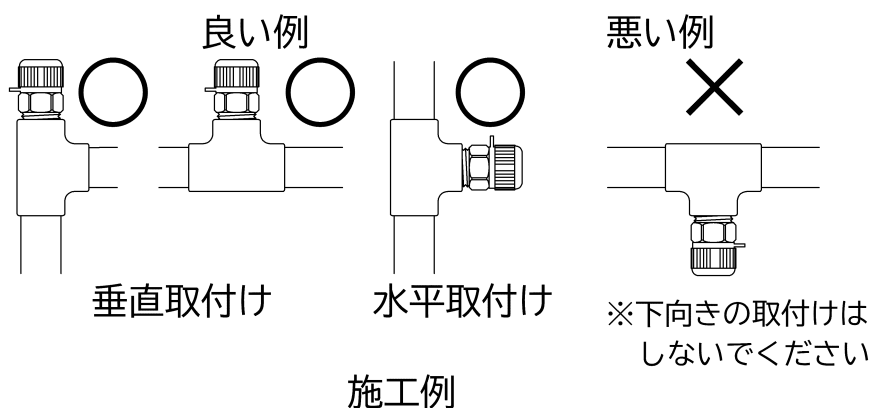 良い例
悪い例
垂直取付け
水平取付け
※下向きの取付けは
しないでください
施工例